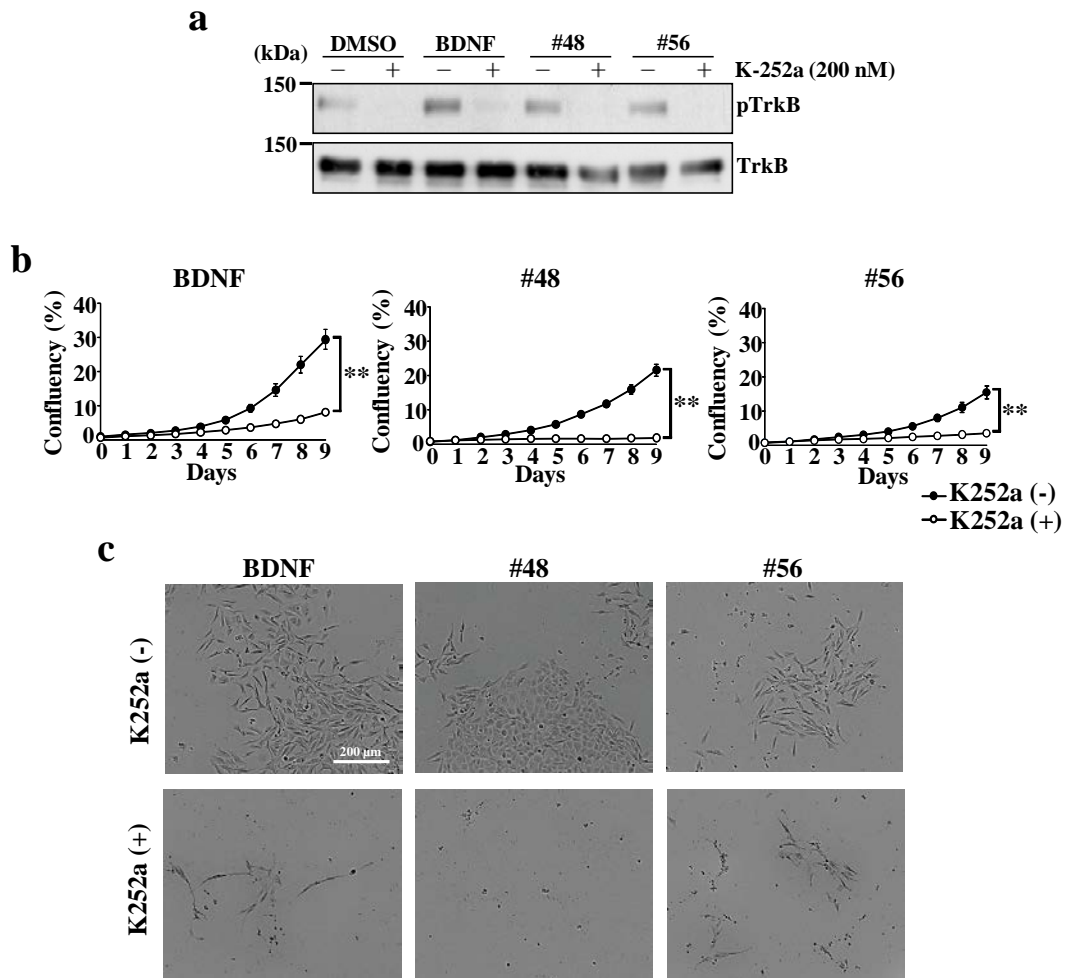 a
DMSO BDNF #48 #56
(kDa)
− + − + − + − + K-252a (200 nM)
150
pTrkB
150
TrkB
b
BDNF #48 #56
Confluency (%) 40 30 20 10 0
0 1 2 3 4 5 6 7 8 9
Days
**
Confluency (%) 40 30 20 10 0
0 1 2 3 4 5 6 7 8 9
Days
**
Confluency (%) 40 30 20 10 0
0 1 2 3 4 5 6 7 8 9
Days
**
K252a (-)
K252a (+)
c
BDNF #48 #56
K252a (-)
200 μm
K252a (+)